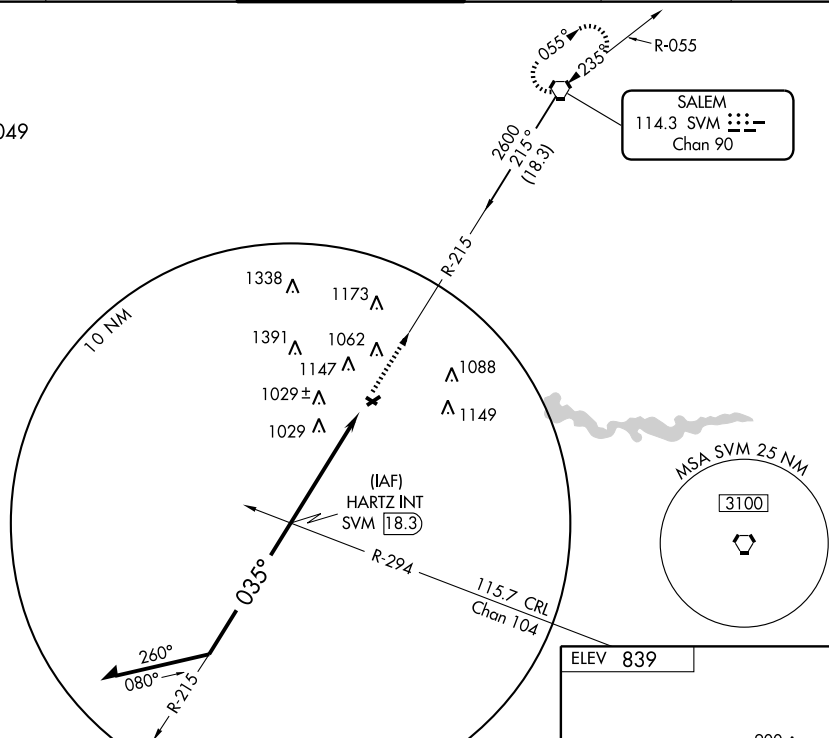 055°
235°
R-055
SALEM
114.3 SVM
Chan 90
049
2600
215°
(18.3)
R-215
10 NM
1338
1173
1391
1062
1147
1088
1029±
1149
1029
(IAF)
HARTZ INT
SVM 18.3
MSA SVM 25 NM
3100
R-294
115.7 CRL
Chan 104
035°
260°
080°
R-215
ELEV 839